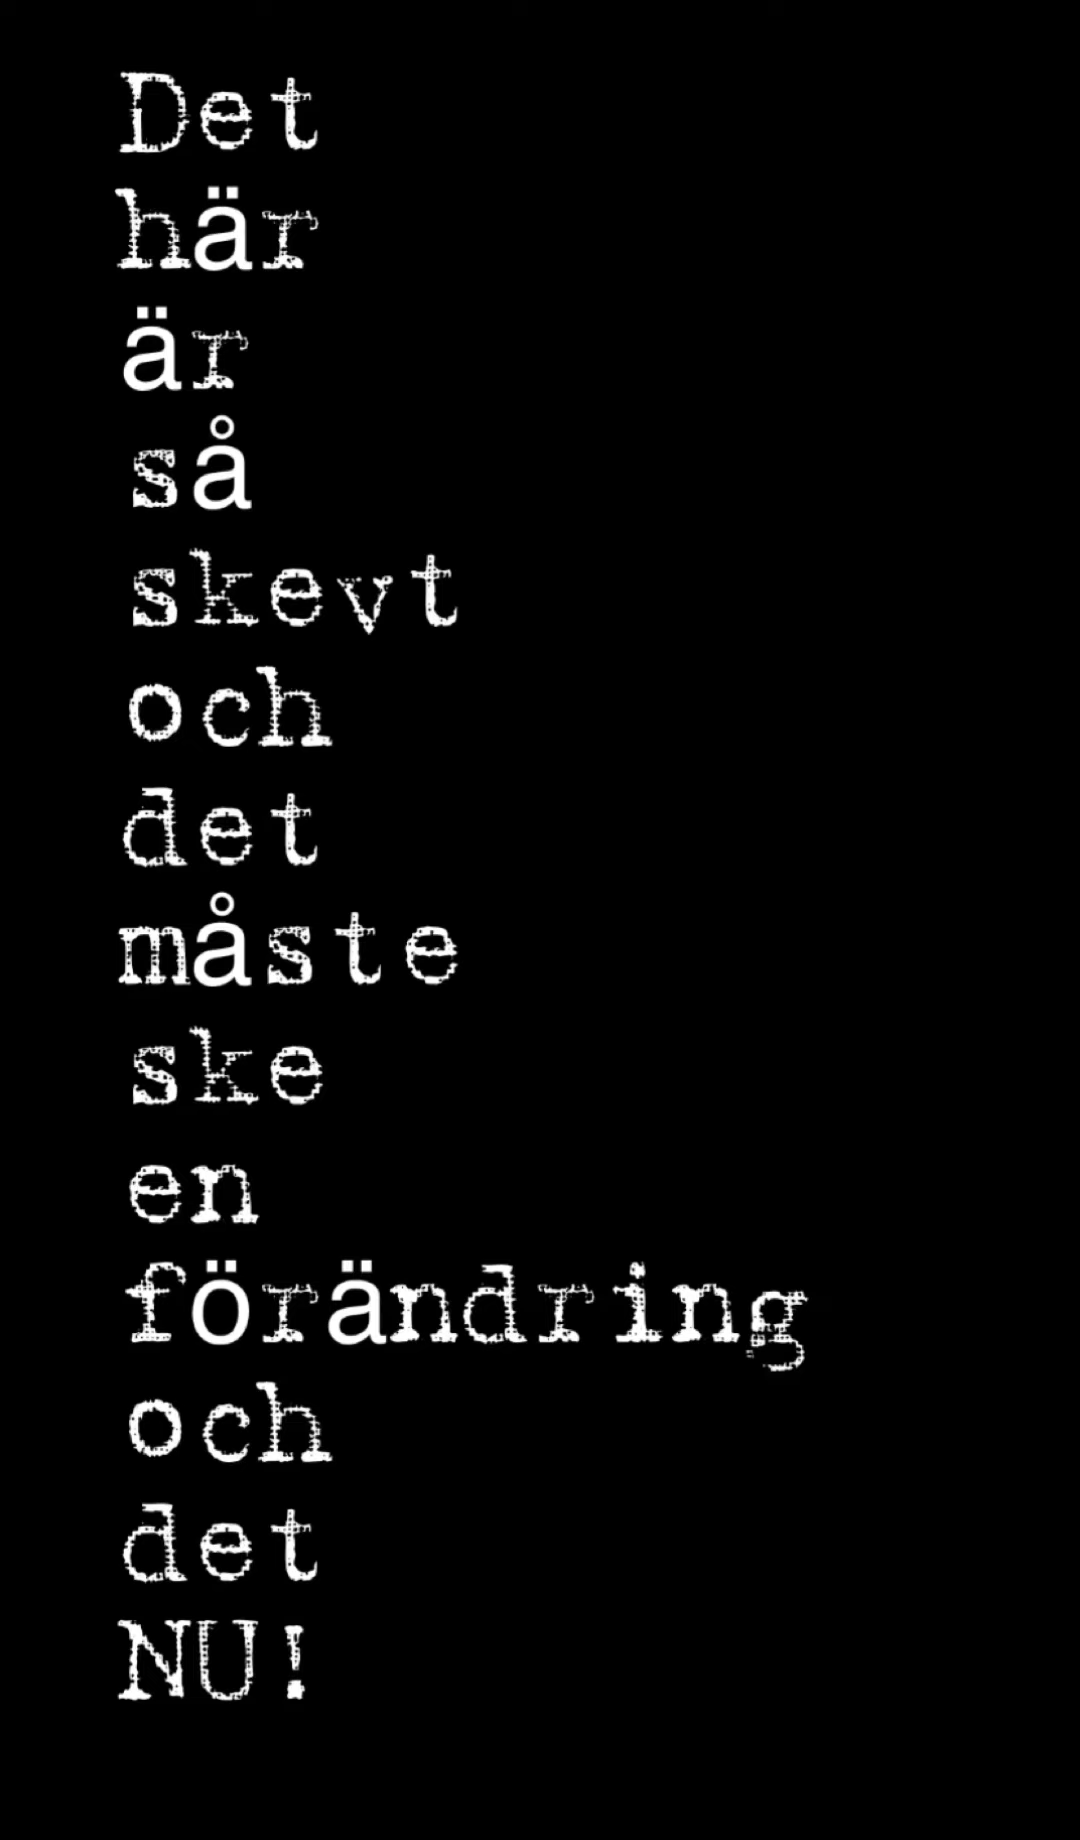 Det
här
är
så
skevt
och
det
måste
ske
en
förändring
och
det
NU!